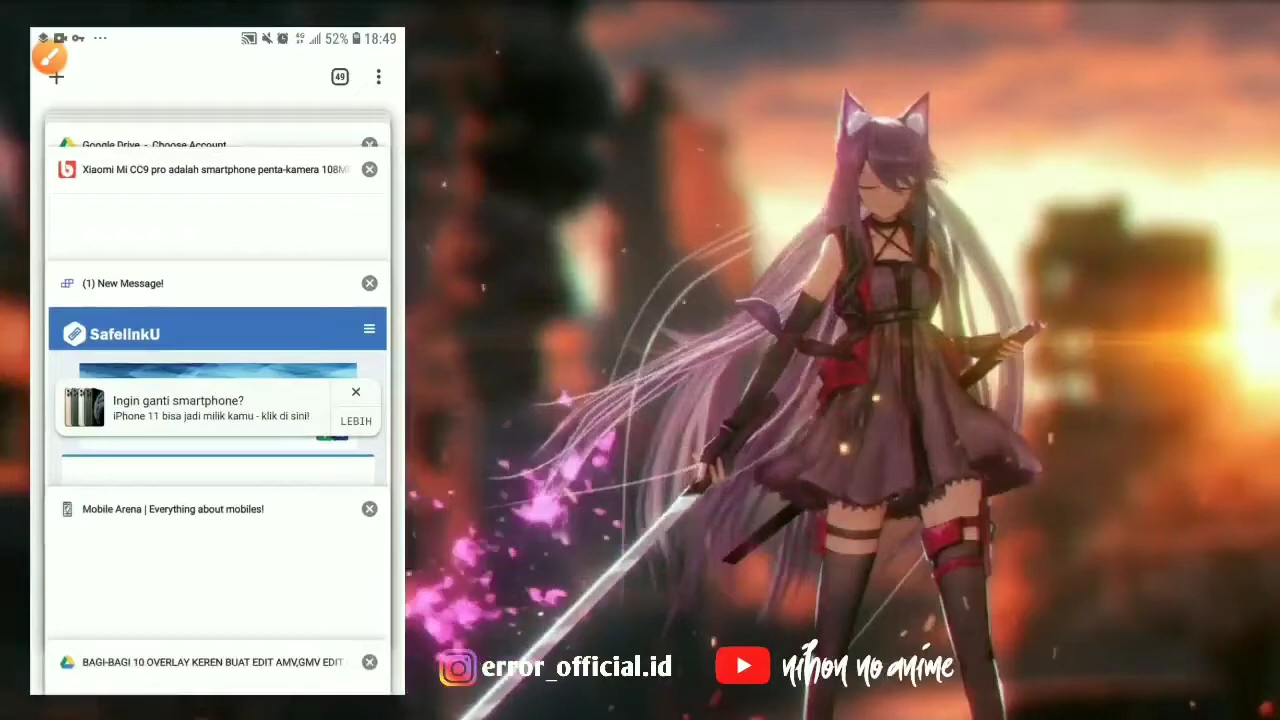 52% 18:49
49
Google Drive - Choose Account
Xiaomi Mi CC9 pro adalah smartphone penta-kamera 108M
(1) New Message!
SafelinkU
Ingin ganti smartphone?
iPhone 11 bisa jadi milik kamu - klik di sini!
LEBIH
Mobile Arena | Everything about mobiles!
BAGI-BAGI 10 OVERLAY KEREN BUAT EDIT AMV,GMV EDIT
error_official.id
nihon no anime